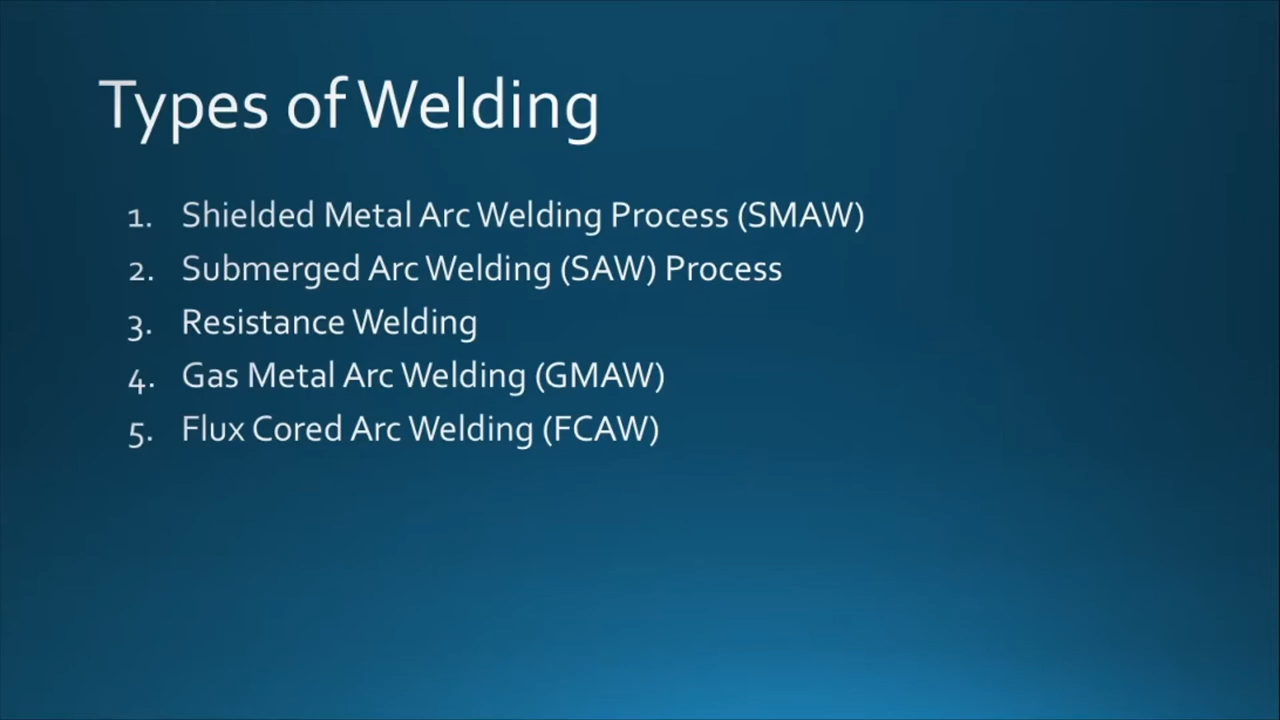 Types of Welding
1. Shielded Metal Arc Welding Process (SMAW)
2. Submerged Arc Welding (SAW) Process
3. Resistance Welding
4. Gas Metal Arc Welding (GMAW)
5. Flux Cored Arc Welding (FCAW)